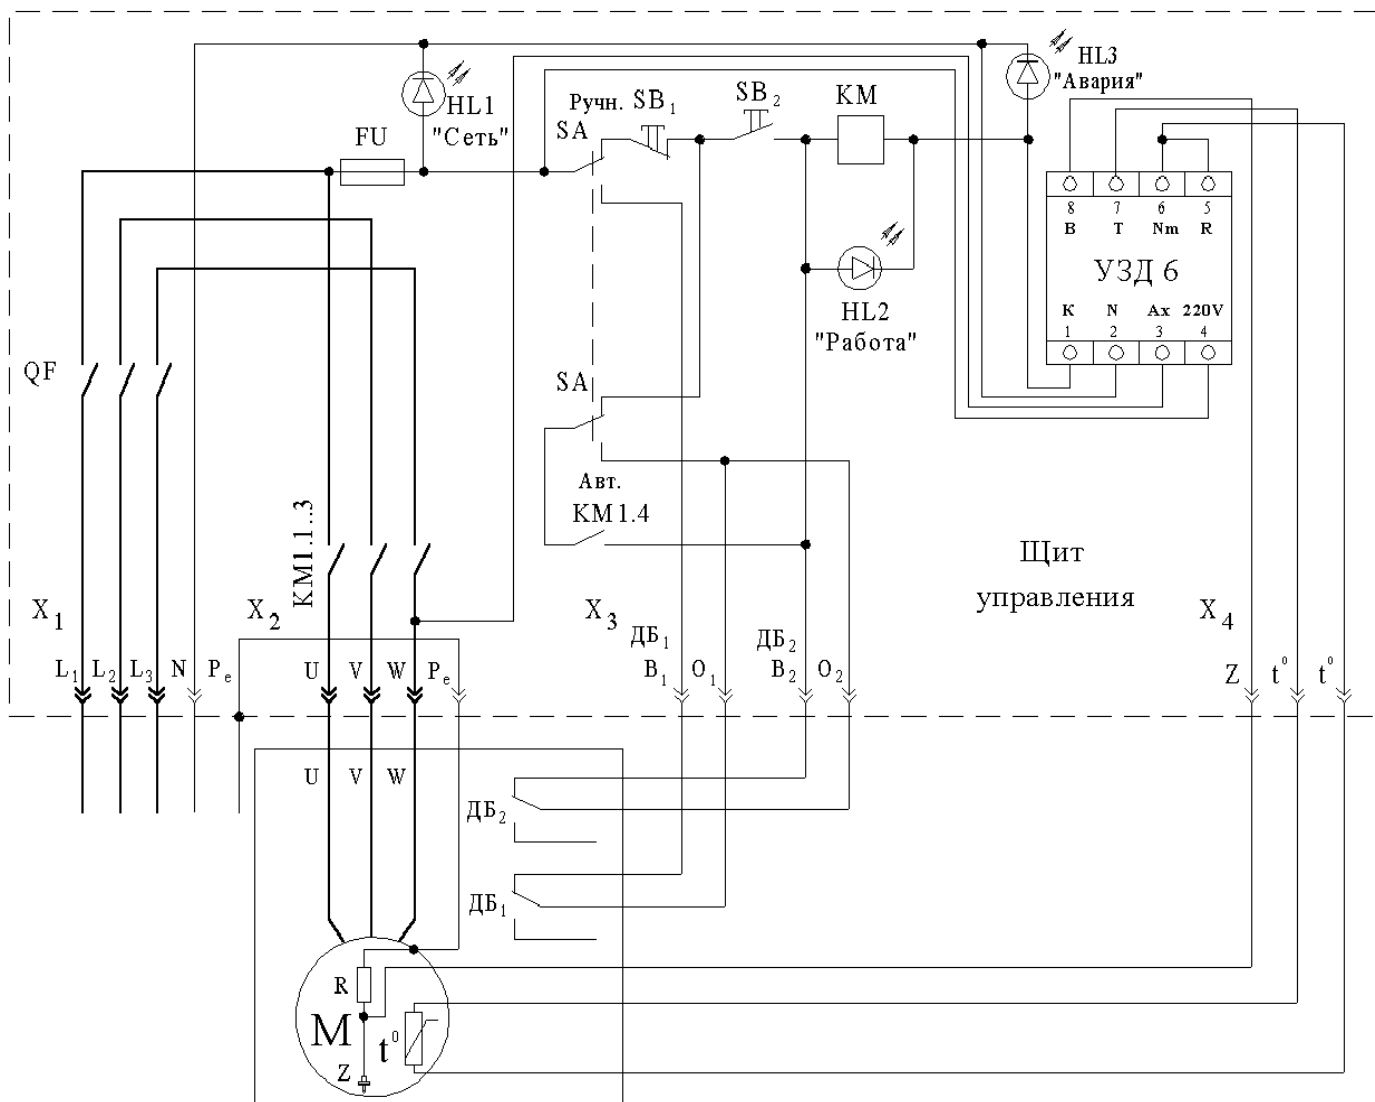 HL3
"Авария"
HL1
"Сеть"
Ручн.
SB1
SB2
KM
SA
FU
8 7 6 5
B T Nm R
УЗД 6
K N Ax 220V
1 2 3 4
HL2
"Работа"
QF
SA
Авт.
KM1.4
KM1.1..3
Щит
управления
X1
X2
X3
X4
ДБ1
ДБ2
L1 L2 L3 N Pe
U V W Pe
B1 O1 B2 O2
Z t° t°
U V W
ДБ2
ДБ1
R
M
t°
Z